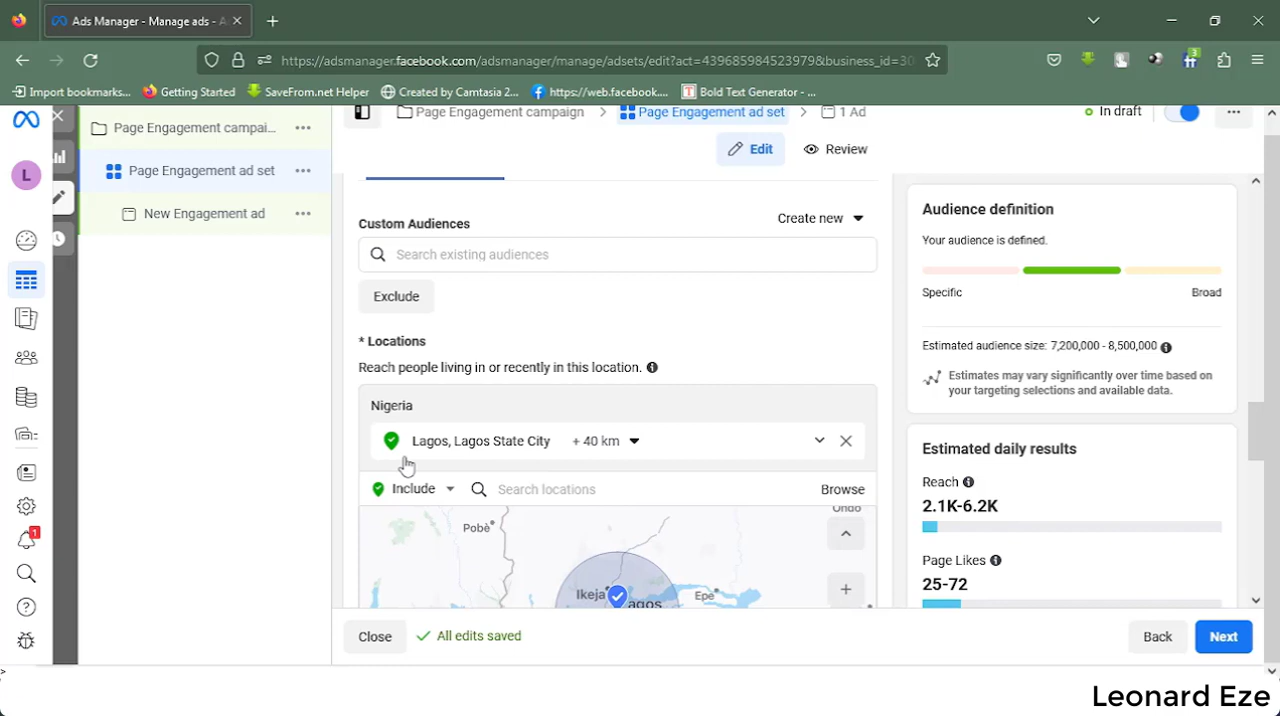 Ads Manager - Manage ads - A
https://adsmanager.facebook.com/adsmanager/manage/adsets/edit?act=439685984523979&business_id=30
3
Import bookmarks...
Getting Started
SaveFrom.net Helper
Created by Camtasia 2...
https://web.facebook....
Bold Text Generator - ...
Page Engagement campai...
Page Engagement campaign
Page Engagement ad set
1 Ad
In draft
L
Page Engagement ad set
New Engagement ad
Edit
Review
Custom Audiences
Create new
Search existing audiences
Exclude
* Locations
Reach people living in or recently in this location.
Nigeria
Lagos, Lagos State City
+ 40 km
Include
Search locations
Browse
Undo
Pobè
Ikeja
Lagos
Epe
Audience definition
Your audience is defined.
Specific
Broad
Estimated audience size: 7,200,000 - 8,500,000
Estimates may vary significantly over time based on
your targeting selections and available data.
Estimated daily results
Reach
2.1K-6.2K
Page Likes
25-72
1
Close
All edits saved
Back
Next
>
Leonard Eze